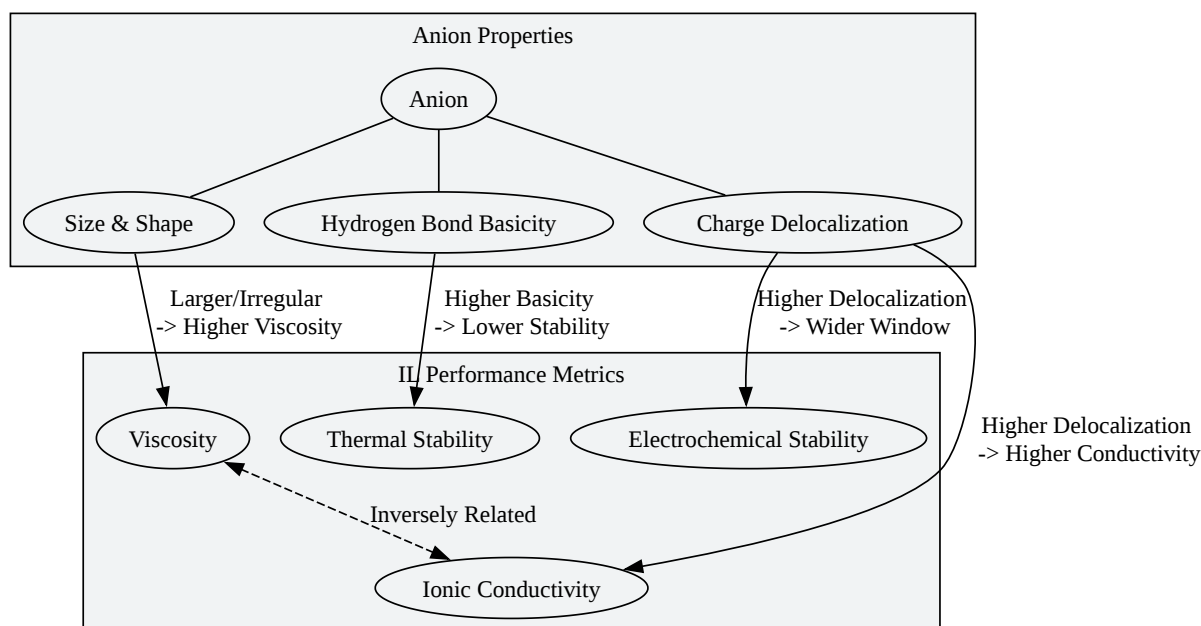 Anion Properties
Anion
Size & Shape
Hydrogen Bond Basicity
Charge Delocalization
Larger/Irregular
-> Higher Viscosity
Higher Basicity
-> Lower Stability
Higher Delocalization
-> Wider Window
IL Performance Metrics
Viscosity
Thermal Stability
Electrochemical Stability
Higher Delocalization
-> Higher Conductivity
Inversely Related
Ionic Conductivity